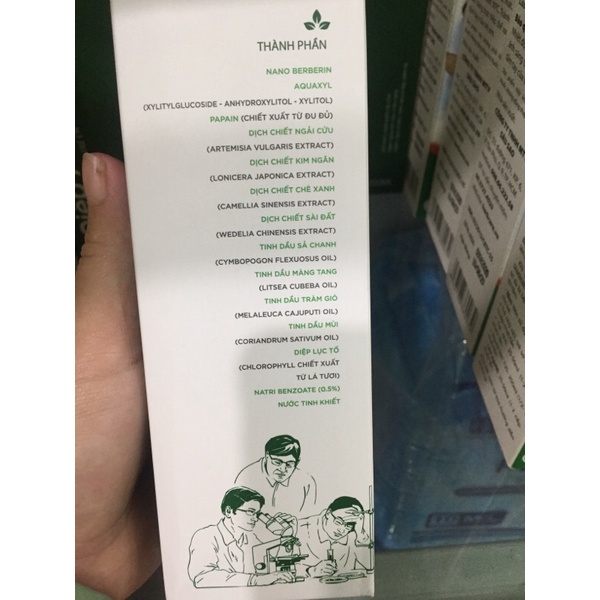 THÀNH PHẦN
NANO BERBERIN
AQUAXYL
(XYLITYLGLUCOSIDE - ANHYDROXYLITOL - XYLITOL)
PAPAIN (CHIẾT XUẤT TỪ ĐU ĐỦ)
DỊCH CHIẾT NGẢI CỨU
(ARTEMISIA VULGARIS EXTRACT)
DỊCH CHIẾT KIM NGÂN
(LONICERA JAPONICA EXTRACT)
DỊCH CHIẾT CHÈ XANH
(CAMELLIA SINENSIS EXTRACT)
DỊCH CHIẾT SÀI ĐẤT
(WEDELIA CHINENSIS EXTRACT)
TINH DẦU SẢ CHANH
(CYMBOPOGON FLEXUOSUS OIL)
TINH DẦU MÀNG TANG
(LITSEA CUBEBA OIL)
TINH DẦU TRÀM GIÓ
(MELALEUCA CAJUPUTI OIL)
TINH DẦU MÙI
(CORIANDRUM SATIVUM OIL)
DIỆP LỤC TỐ
(CHLOROPHYLL CHIẾT XUẤT
TỪ LÁ TƯƠI)
NATRI BENZOATE (0.5%)
NƯỚC TINH KHIẾT